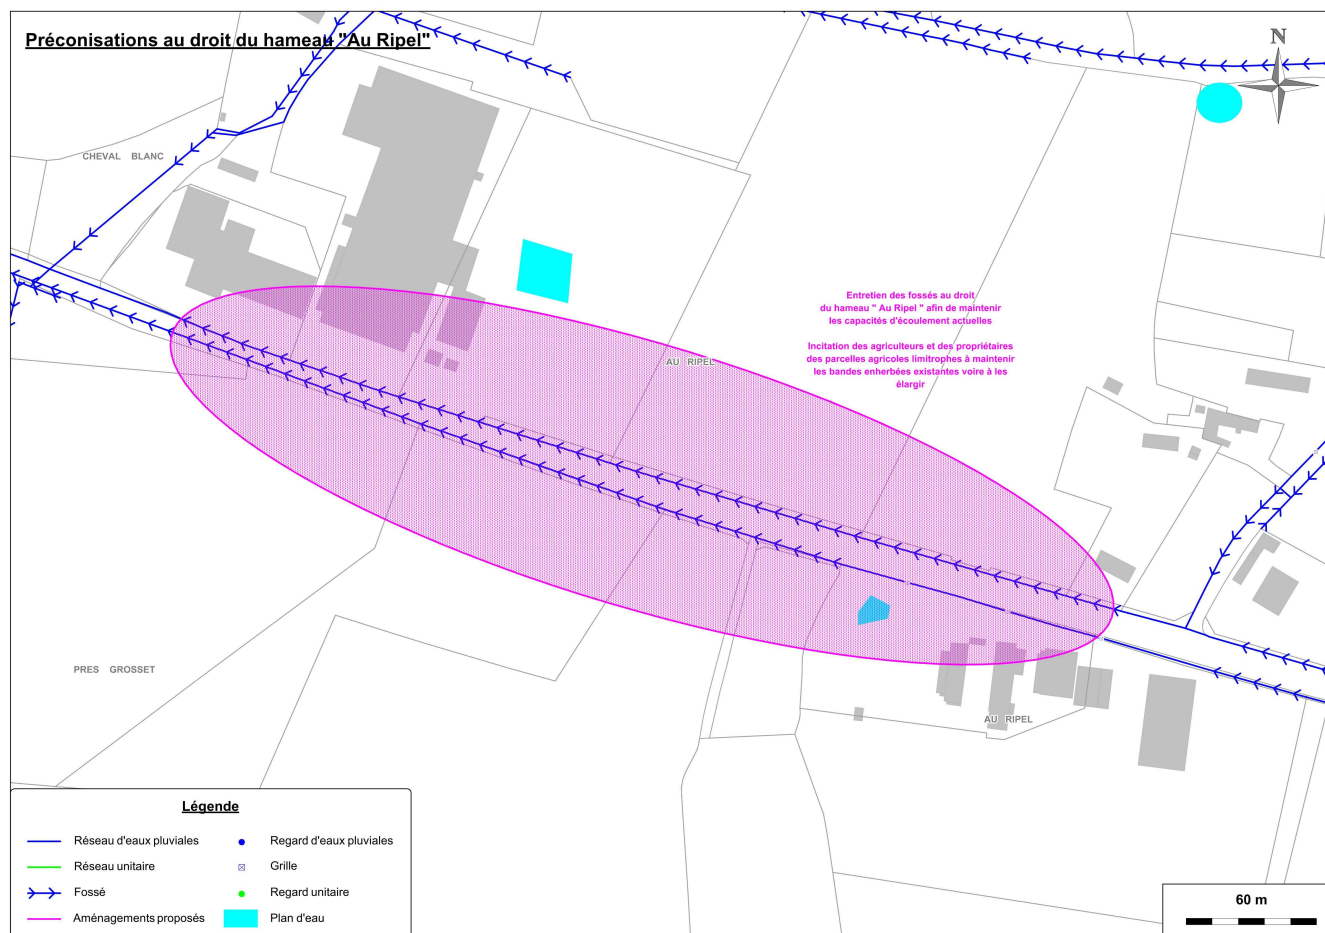 Préconisations au droit du hameau "Au Ripel"
N
CHEVAL BLANC
Entretien des fossés au droit
du hameau " Au Ripel " afin de maintenir
les capacités d'écoulement actuelles
Incitation des agriculteurs et des propriétaires
des parcelles agricoles limitrophes à maintenir
les bandes enherbées existantes voire à les
élargir
AU RIPEL
PRES GROSSET
AU RIPEL
Légende
Réseau d'eaux pluviales
Regard d'eaux pluviales
Réseau unitaire
Grille
Fossé
Regard unitaire
Aménagements proposés
Plan d'eau
60 m